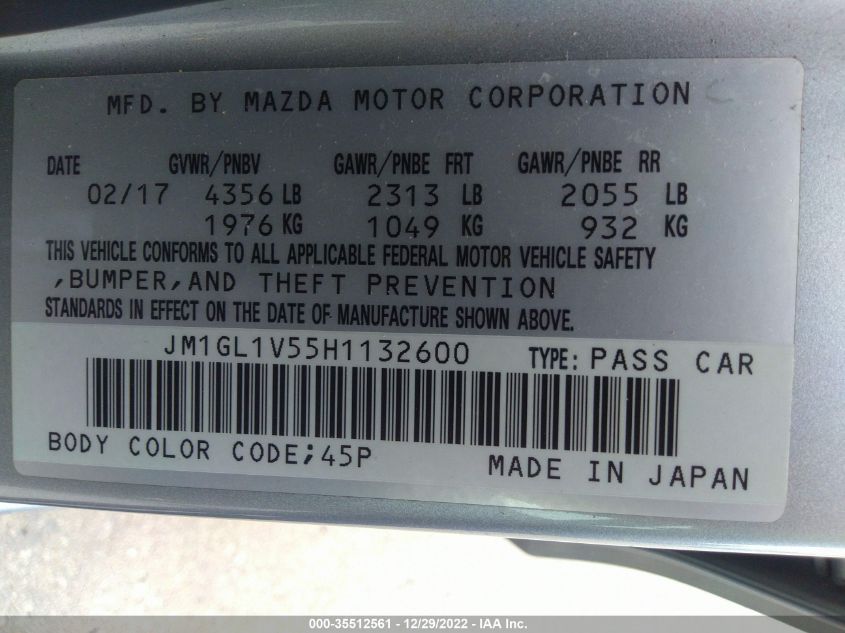 MFD. BY MAZDA MOTOR CORPORATION
DATE GVWR/PNBV GAWR/PNBE FRT GAWR/PNBE RR
02/17 4356 LB 2313 LB 2055 LB
1976 KG 1049 KG 932 KG
THIS VEHICLE CONFORMS TO ALL APPLICABLE FEDERAL MOTOR VEHICLE SAFETY
,BUMPER,AND THEFT PREVENTION
STANDARDS IN EFFECT ON THE DATE OF MANUFACTURE SHOWN ABOVE.
JM1GL1V55H1132600 TYPE: PASS CAR
BODY COLOR CODE;45P
MADE IN JAPAN
000-35512561 - 12/29/2022 - IAA Inc.